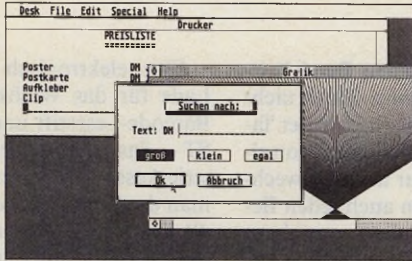 Desk File Edit Special Help
Drucker
PREISLISTE
==========
Poster DM
Postkarte DM
Aufkleber
Clip
Grafik
Suchen nach:
Text: DM
groß klein egal
Ok Abbruch